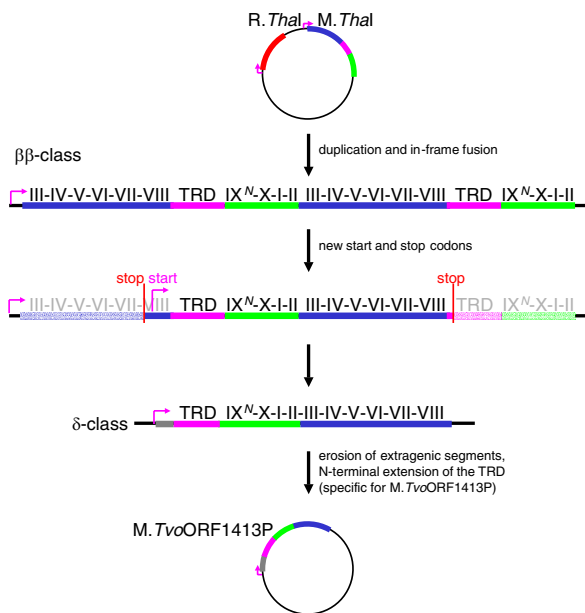 R.ThaI M.ThaI
duplication and in-frame fusion
ββ-class
III-IV-V-VI-VII-VIII TRD IXᴺ-X-I-II III-IV-V-VI-VII-VIII TRD IXᴺ-X-I-II
new start and stop codons
stop start stop
III-IV-V-VI-VII-VIII TRD IXᴺ-X-I-II III-IV-V-VI-VII-VIII TRD IXᴺ-X-I-II
TRD IXᴺ-X-I-II-III-IV-V-VI-VII-VIII
δ-class
erosion of extragenic segments,
N-terminal extension of the TRD
(specific for M.TvoORF1413P)
M.TvoORF1413P